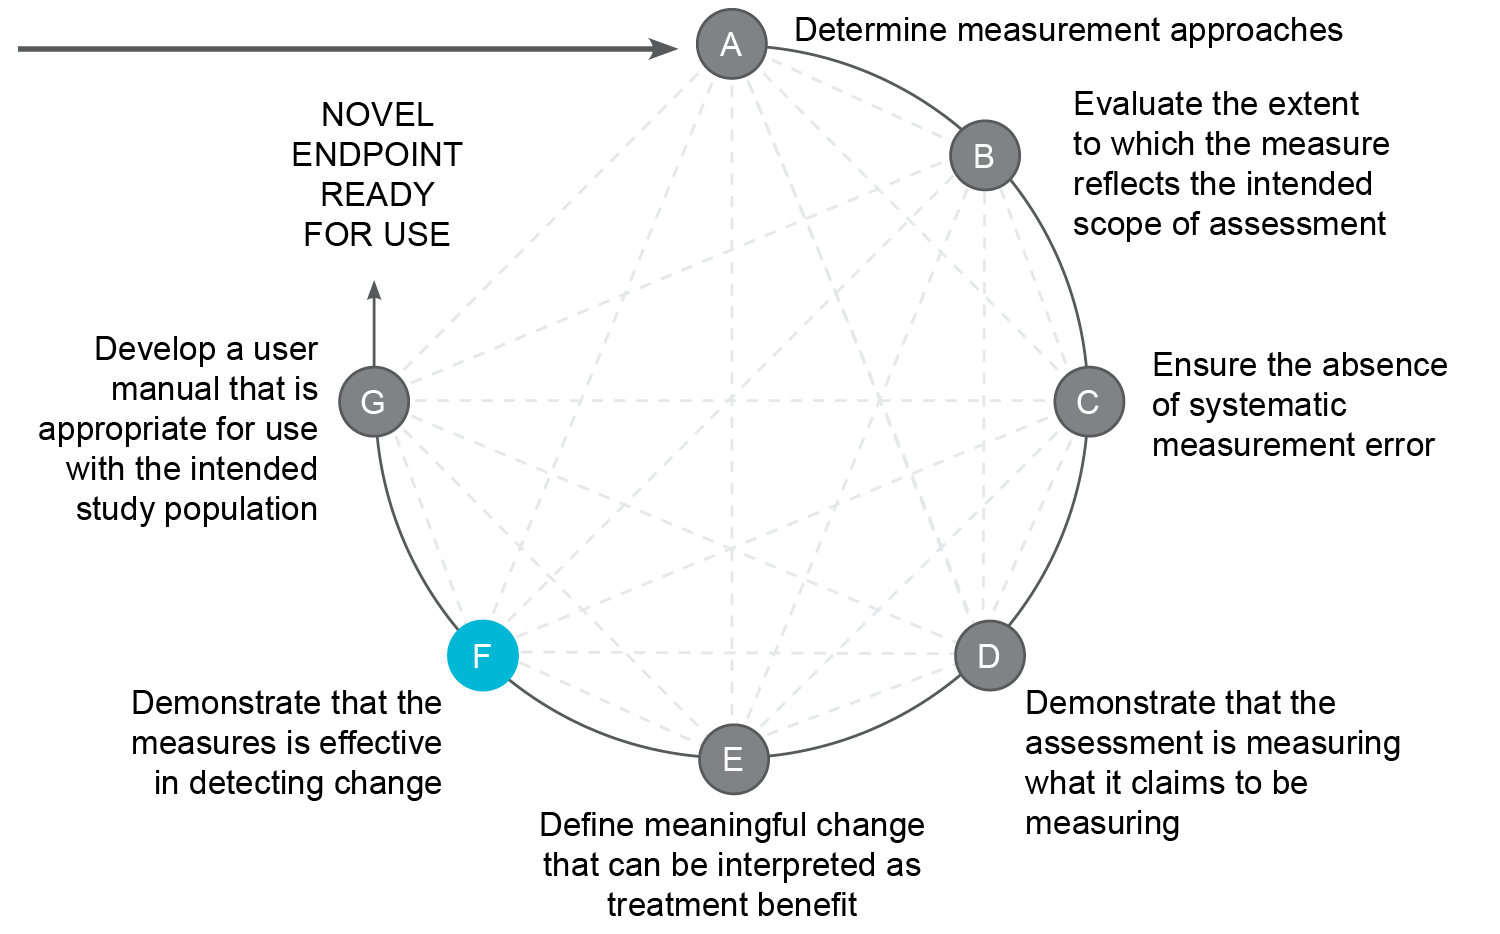 A
Determine measurement approaches
B
Evaluate the extent
to which the measure
reflects the intended
scope of assessment
C
Ensure the absence
of systematic
measurement error
D
Demonstrate that the
assessment is measuring
what it claims to be
measuring
E
Define meaningful change
that can be interpreted as
treatment benefit
F
Demonstrate that the
measures is effective
in detecting change
G
Develop a user
manual that is
appropriate for use
with the intended
study population
NOVEL
ENDPOINT
READY
FOR USE